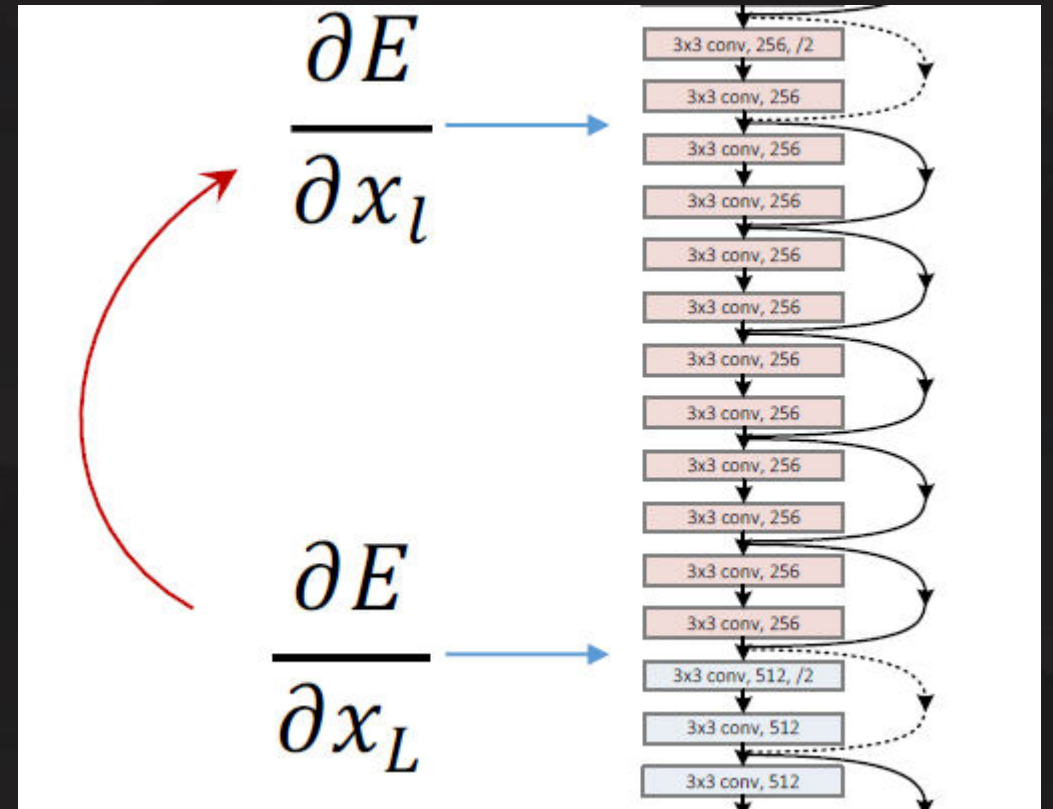 ∂E
∂x_l
∂E
∂x_L
3x3 conv, 256, /2
3x3 conv, 256
3x3 conv, 256
3x3 conv, 256
3x3 conv, 256
3x3 conv, 256
3x3 conv, 256
3x3 conv, 256
3x3 conv, 256
3x3 conv, 256
3x3 conv, 256
3x3 conv, 256
3x3 conv, 512, /2
3x3 conv, 512
3x3 conv, 512